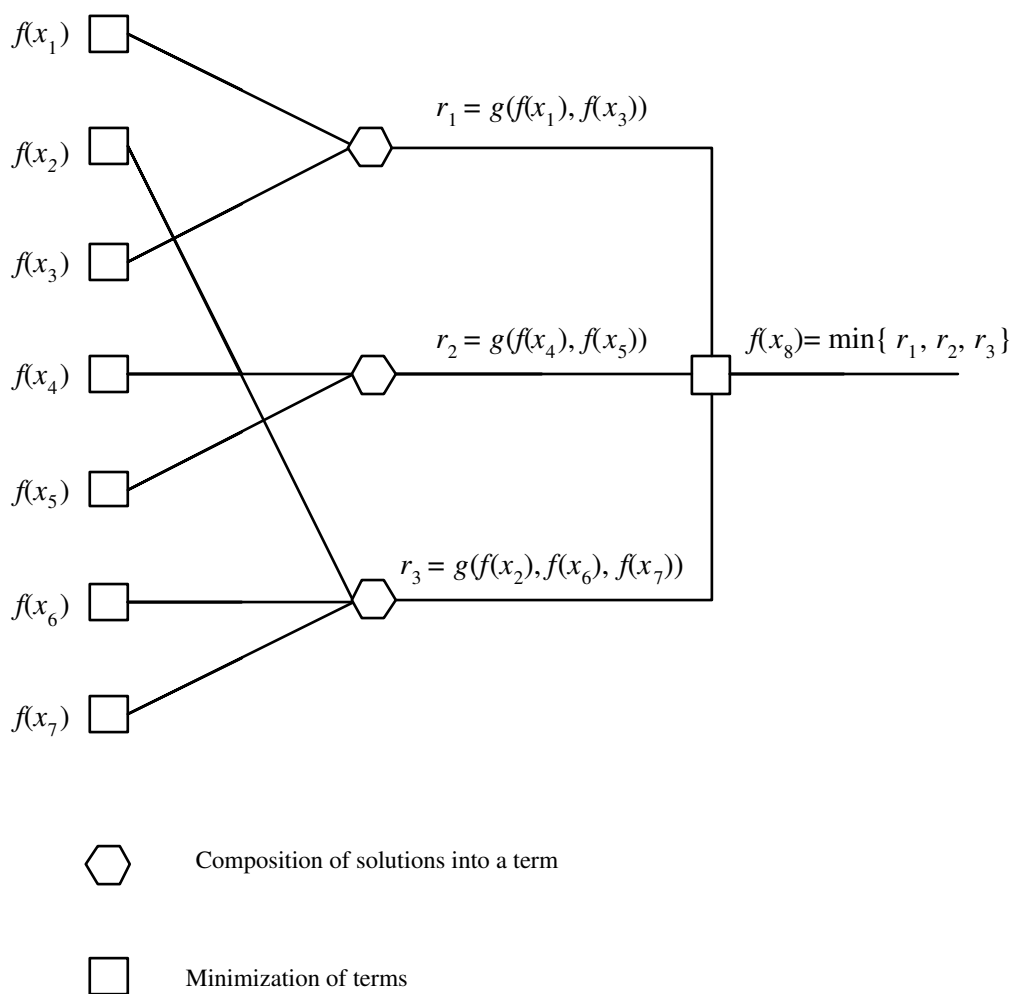 f(x₁)
r₁ = g(f(x₁), f(x₃))
f(x₂)
f(x₃)
r₂ = g(f(x₄), f(x₅))
f(x₈)= min{ r₁, r₂, r₃}
f(x₄)
f(x₅)
r₃ = g(f(x₂), f(x₆), f(x₇))
f(x₆)
f(x₇)
Composition of solutions into a term
Minimization of terms